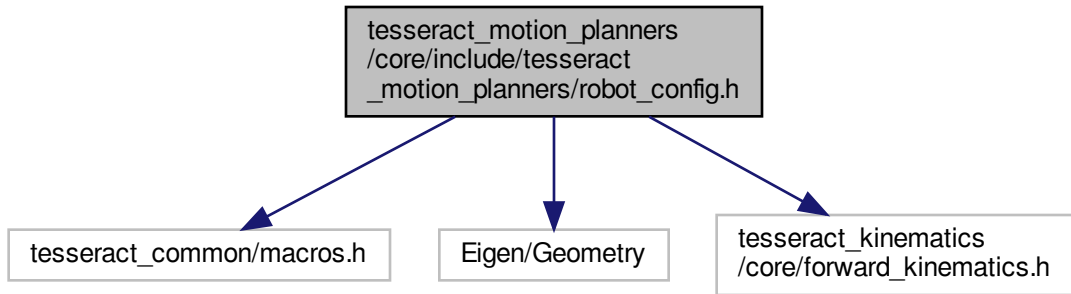 tesseract_motion_planners
/core/include/tesseract
_motion_planners/robot_config.h
tesseract_common/macros.h
Eigen/Geometry
tesseract_kinematics
/core/forward_kinematics.h